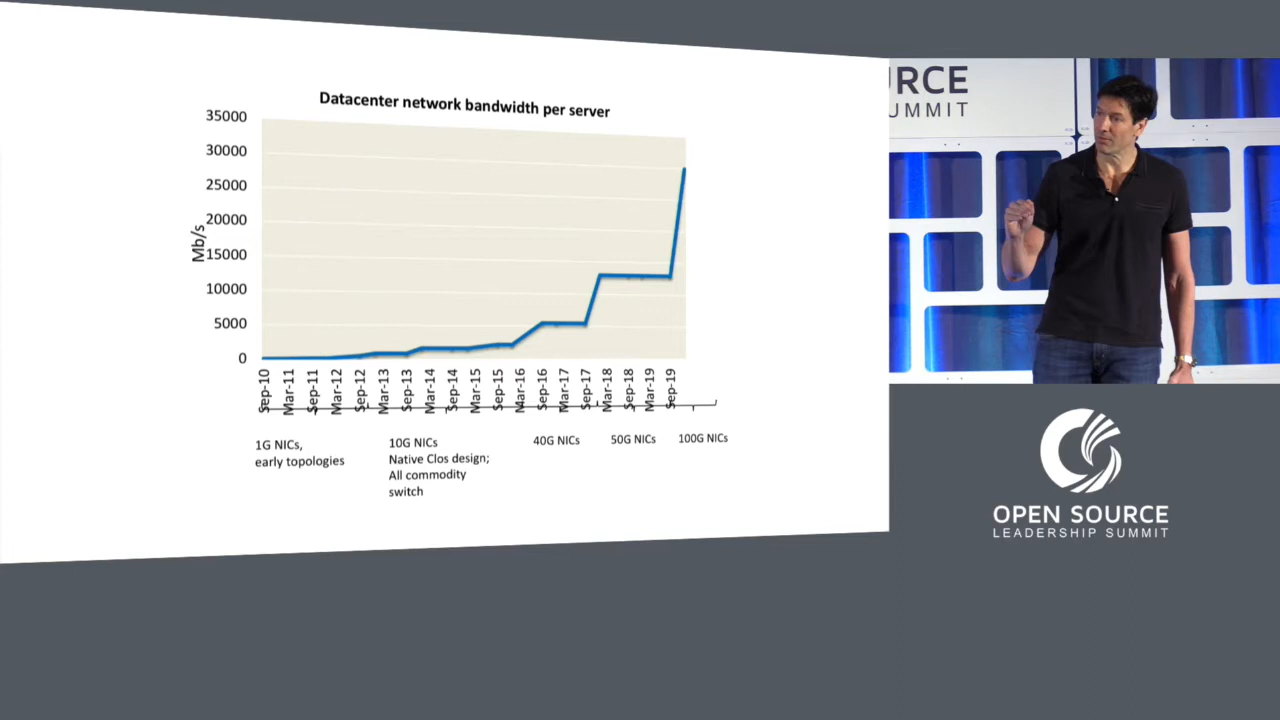 Datacenter network bandwidth per server
35000
30000
25000
20000
15000
10000
5000
0
Mb/s
Sep-10
Mar-11
Sep-11
Mar-12
Sep-12
Mar-13
Sep-13
Mar-14
Sep-14
Mar-15
Sep-15
Mar-16
Sep-16
Mar-17
Sep-17
Mar-18
Sep-18
Mar-19
Sep-19
1G NICs,
early topologies
10G NICs
Native Clos design;
All commodity
switch
40G NICs
50G NICs
100G NICs
RCE
UMMIT
OPEN SOURCE
LEADERSHIP SUMMIT